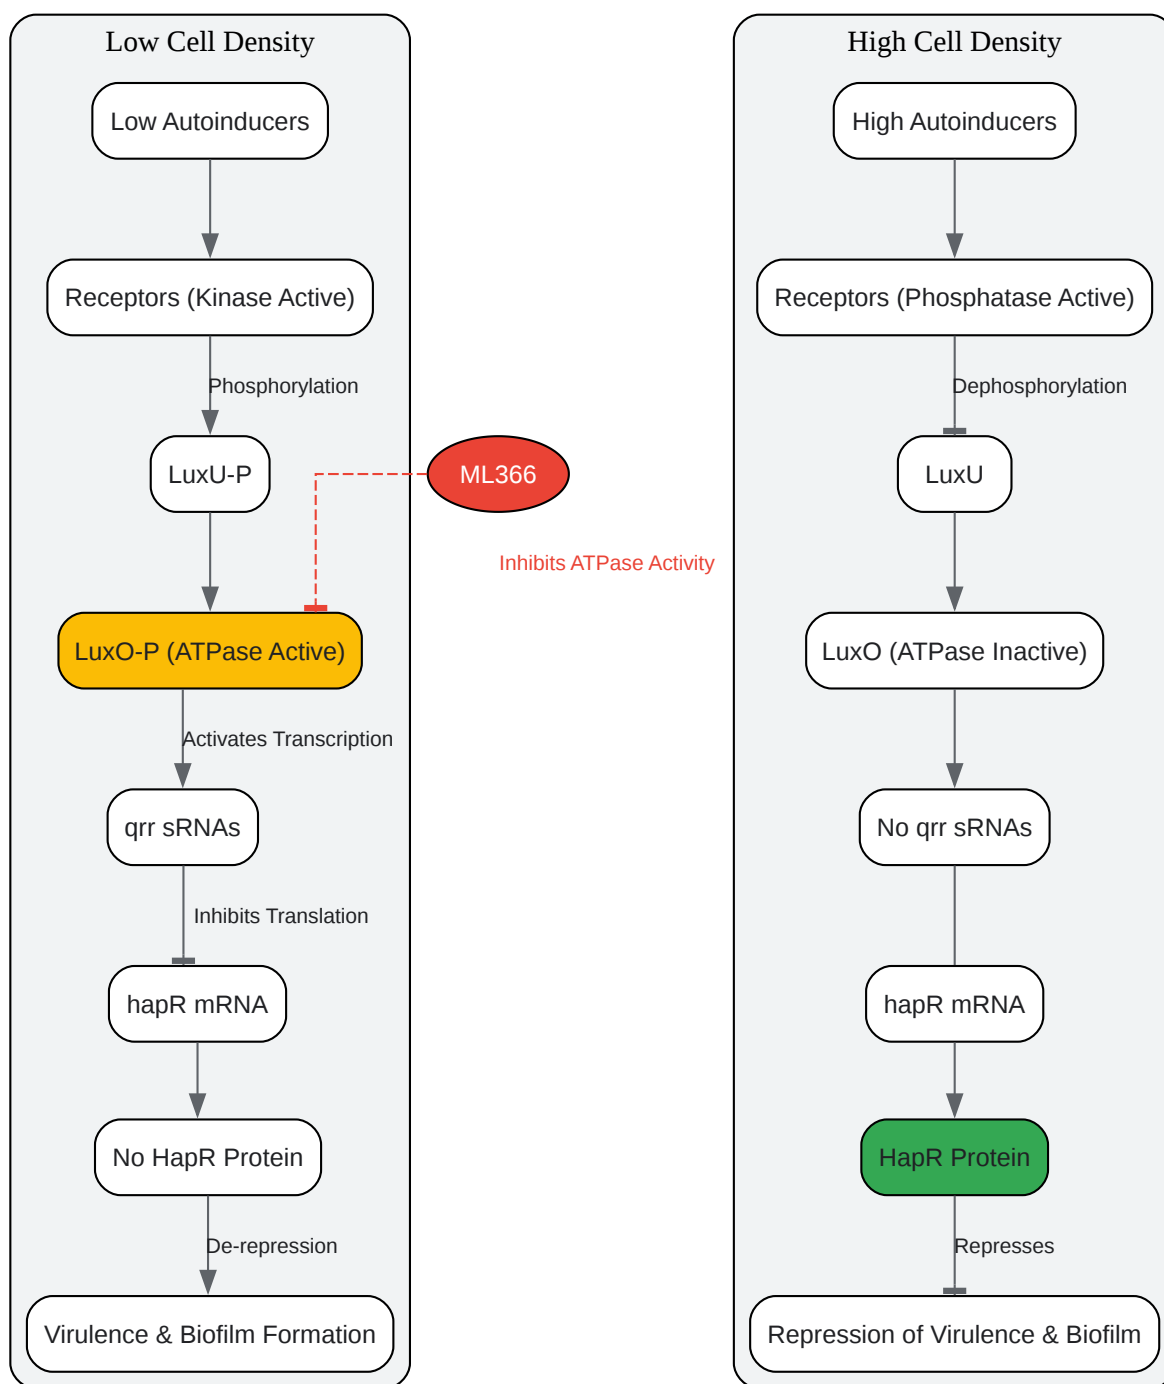 Low Cell Density
Low Autoinducers
Receptors (Kinase Active)
Phosphorylation
LuxU-P
LuxO-P (ATPase Active)
Activates Transcription
qrr sRNAs
Inhibits Translation
hapR mRNA
No HapR Protein
De-repression
Virulence & Biofilm Formation
ML366
Inhibits ATPase Activity
High Cell Density
High Autoinducers
Receptors (Phosphatase Active)
Dephosphorylation
LuxU
LuxO (ATPase Inactive)
No qrr sRNAs
hapR mRNA
HapR Protein
Represses
Repression of Virulence & Biofilm